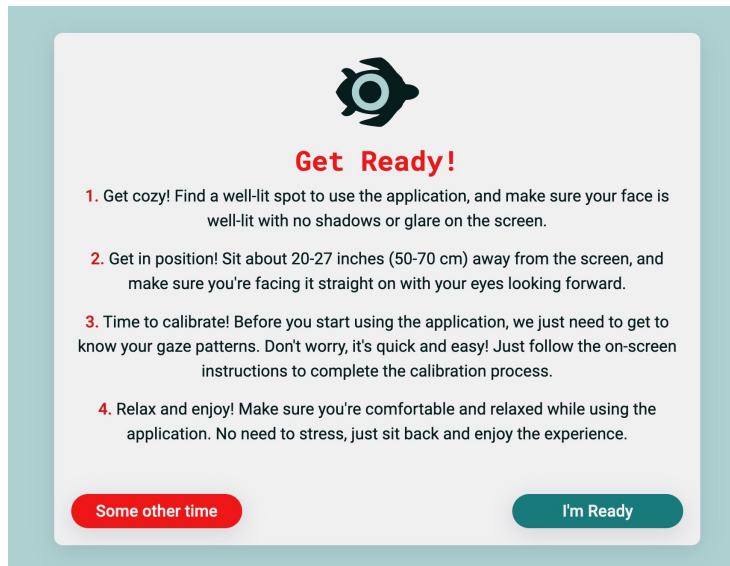 Get Ready!
1. Get cozy! Find a well-lit spot to use the application, and make sure your face is
well-lit with no shadows or glare on the screen.
2. Get in position! Sit about 20-27 inches (50-70 cm) away from the screen, and
make sure you're facing it straight on with your eyes looking forward.
3. Time to calibrate! Before you start using the application, we just need to get to
know your gaze patterns. Don't worry, it's quick and easy! Just follow the on-screen
instructions to complete the calibration process.
4. Relax and enjoy! Make sure you're comfortable and relaxed while using the
application. No need to stress, just sit back and enjoy the experience.
Some other time
I'm Ready